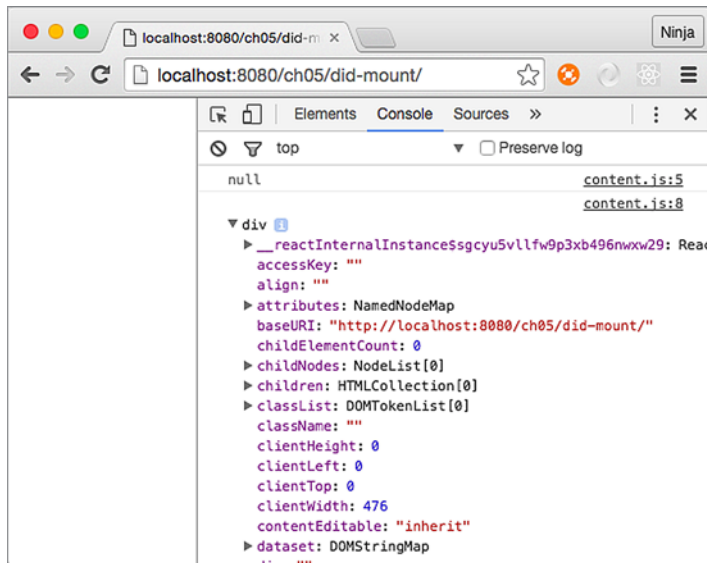 localhost:8080/ch05/did-m
Ninja
localhost:8080/ch05/did-mount/
Elements Console Sources »
top Preserve log
null content.js:5
content.js:8
div i
__reactInternalInstance$sgcyu5vllfw9p3xb496nwxw29: Reac
accessKey: ""
align: ""
attributes: NamedNodeMap
baseURI: "http://localhost:8080/ch05/did-mount/"
childElementCount: 0
childNodes: NodeList[0]
children: HTMLCollection[0]
classList: DOMTokenList[0]
className: ""
clientHeight: 0
clientLeft: 0
clientTop: 0
clientWidth: 476
contentEditable: "inherit"
dataset: DOMStringMap